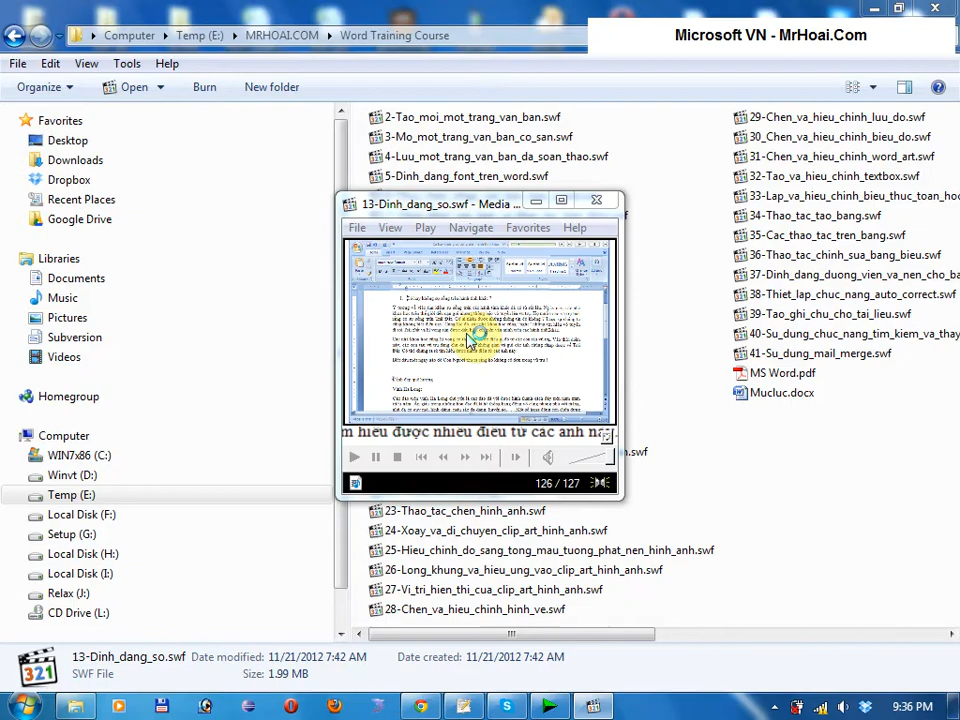 Microsoft VN - MrHoai.Com
Computer Temp (E:) MRHOAI.COM Word Training Course
File Edit View Tools Help
Organize Open Burn New folder
Favorites
Desktop
Downloads
Dropbox
Recent Places
Google Drive
Libraries
Documents
Music
Pictures
Subversion
Videos
Homegroup
Computer
WIN7x86 (C:)
Winvt (D:)
Temp (E:)
Local Disk (F:)
Setup (G:)
Local Disk (H:)
Local Disk (I:)
Relax (J:)
CD Drive (L:)
2-Tao_moi_mot_trang_van_ban.swf
3-Mo_mot_trang_van_ban_co_san.swf
4-Luu_mot_trang_van_ban_da_soan_thao.swf
5-Dinh_dang_font_tren_word.swf
13-Dinh_dang_so.swf - Media ...
File View Play Navigate Favorites Help
126 / 127
23-Thao_tac_chen_hinh_anh.swf
24-Xoay_va_di_chuyen_clip_art_hinh_anh.swf
25-Hieu_chinh_do_sang_tong_mau_tuong_phat_nen_hinh_anh.swf
26-Long_khung_va_hieu_ung_vao_clip_art_hinh_anh.swf
27-Vi_tri_hien_thi_cua_clip_art_hinh_anh.swf
28-Chen_va_hieu_chinh_hinh_ve.swf
29-Chen_va_hieu_chinh_luu_do.swf
30_Chen_va_hieu_chinh_bieu_do.swf
31-Chen_va_hieu_chinh_word_art.swf
32-Tao_va_hieu_chinh_textbox.swf
33-Lap_va_hieu_chinh_bieu_thuc_toan_ho
34-Thao_tac_tao_bang.swf
35-Cac_thao_tac_tren_bang.swf
36-Thao_tac_chinh_sua_bang_bieu.swf
37-Dinh_dang_duong_vien_va_nen_cho_ba
38-Thiet_lap_chuc_nang_auto_correct.swf
39-Tao_ghi_chu_cho_tai_lieu.swf
40-Su_dung_chuc_nang_tim_kiem_va_thay
41-Su_dung_mail_merge.swf
MS Word.pdf
Mucluc.docx
13-Dinh_dang_so.swf Date modified: 11/21/2012 7:42 AM Date created: 11/21/2012 7:42 AM
SWF File Size: 1.99 MB
9:36 PM